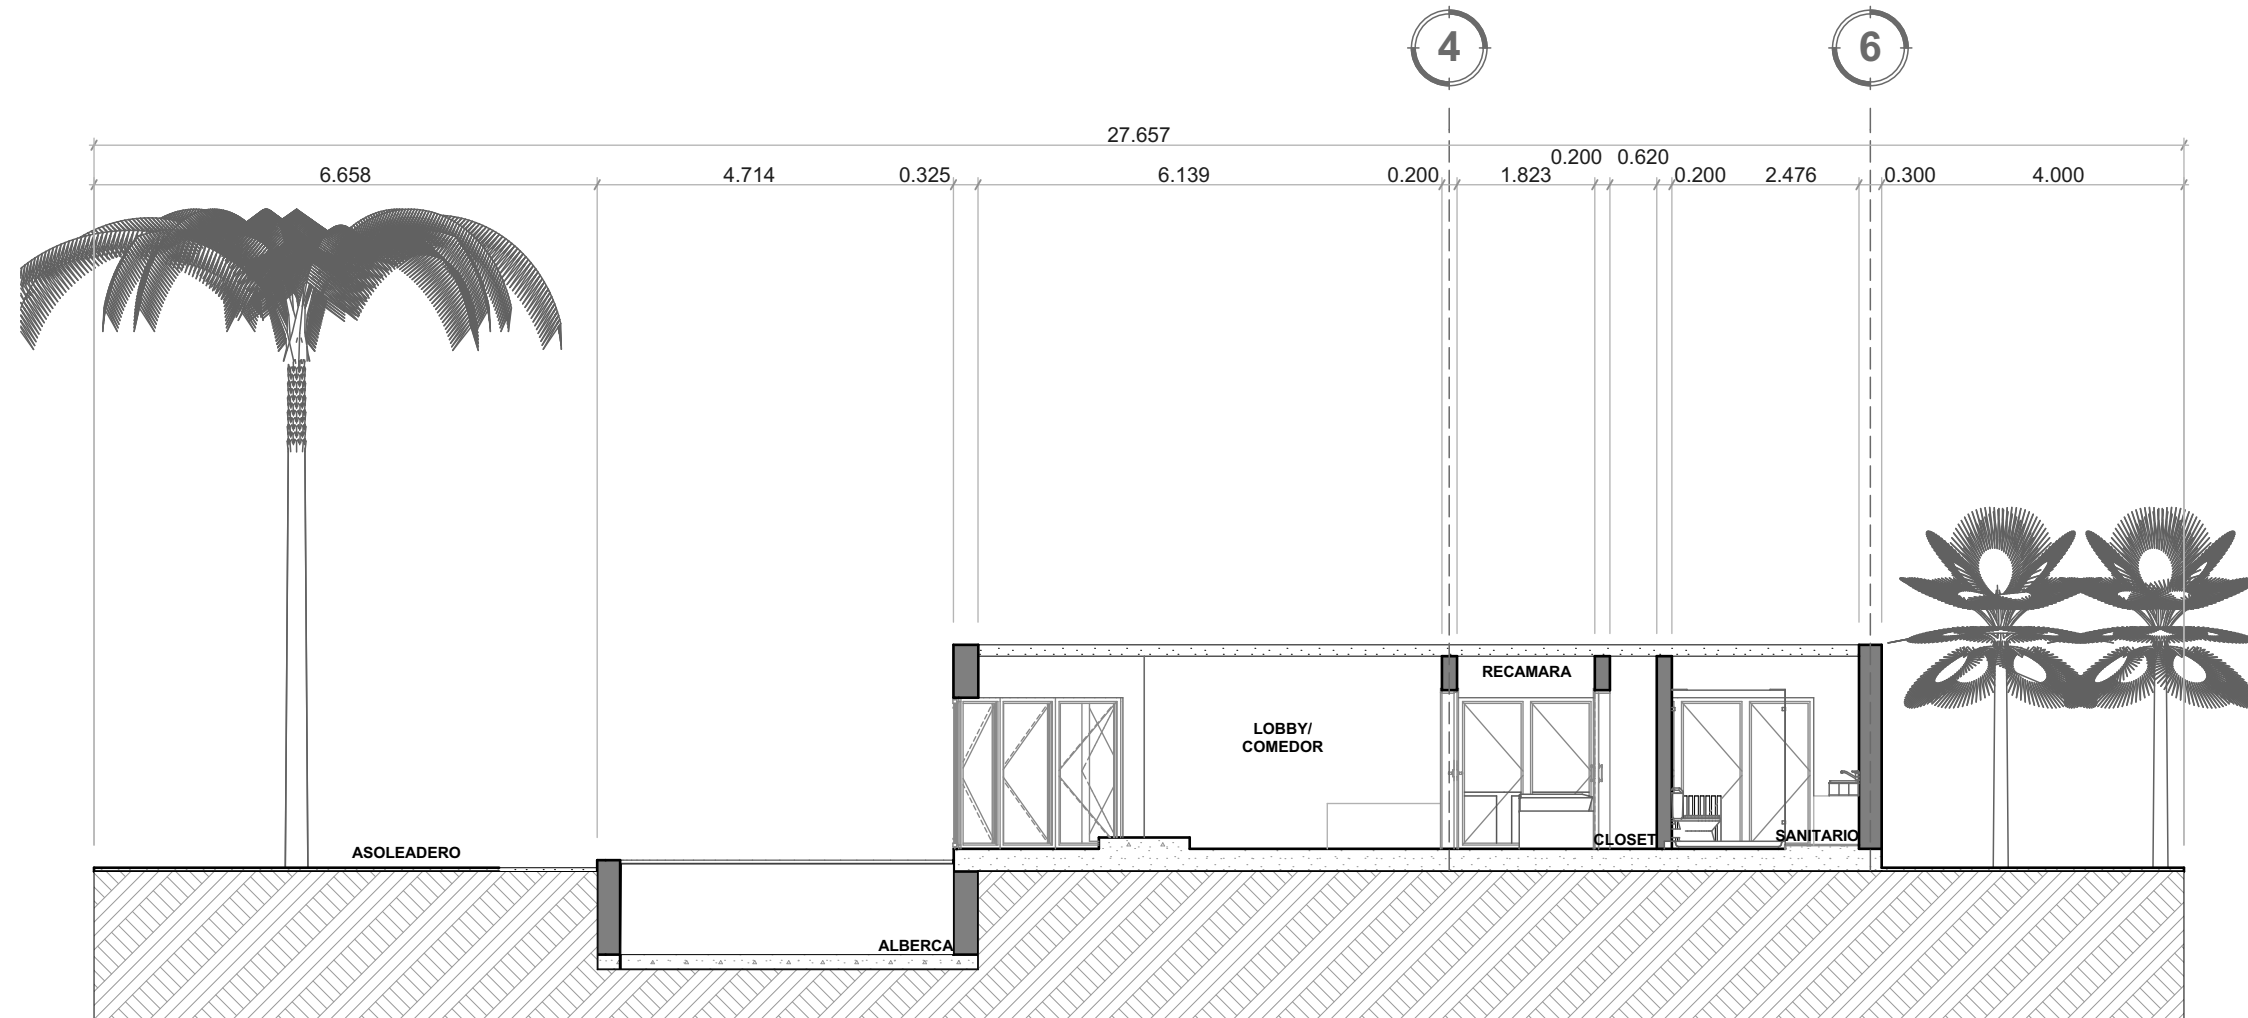 4
6
27.657
0.200
0.620
6.658
4.714
0.325
6.139
0.200
1.823
0.200
2.476
0.300
4.000
RECAMARA
LOBBY/
COMEDOR
CLOSET
SANITARIO
ASOLEADERO
ALBERCA